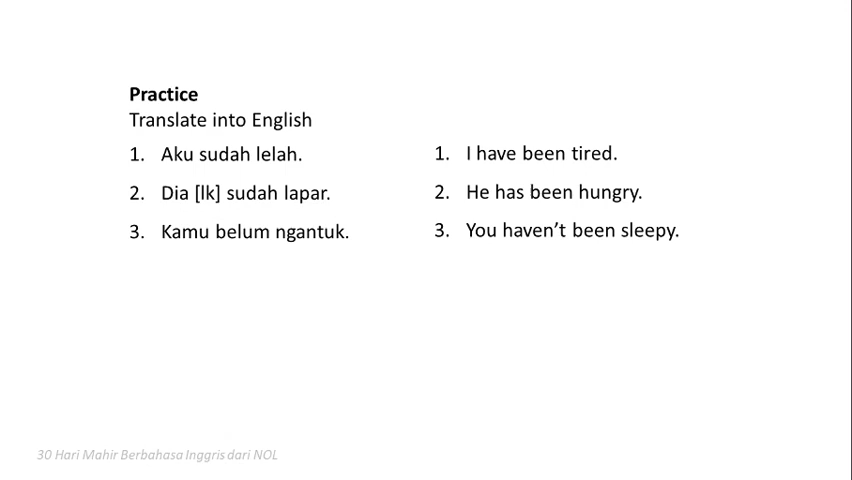 Practice
Translate into English
1. Aku sudah lelah.
2. Dia [lk] sudah lapar.
3. Kamu belum ngantuk.
1. I have been tired.
2. He has been hungry.
3. You haven’t been sleepy.
30 Hari Mahir Berbahasa Inggris dari NOL